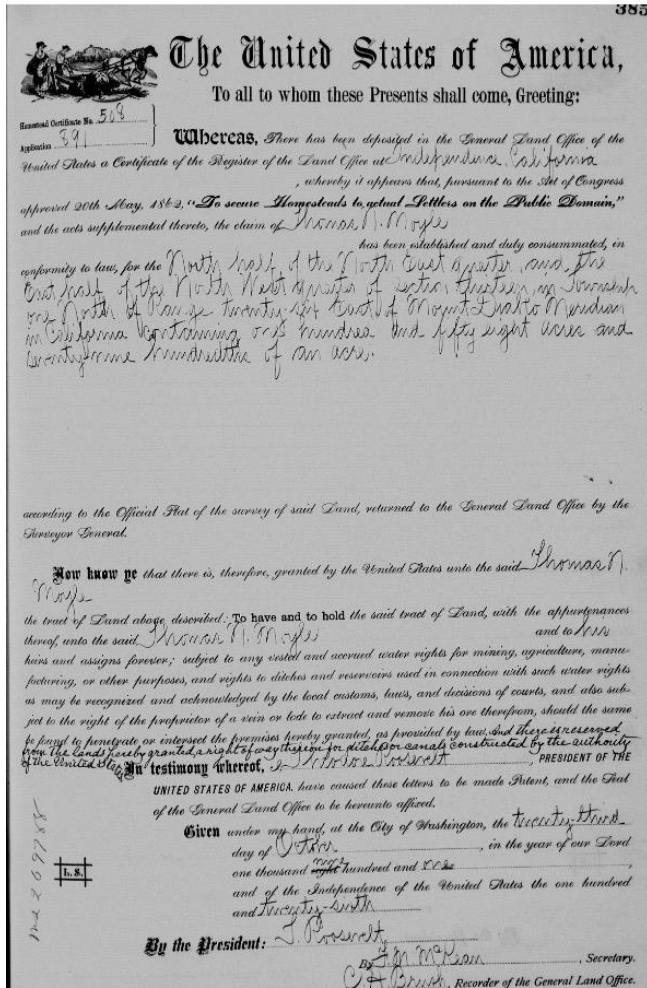 385
The United States of America,
To all to whom these Presents shall come, Greeting:
Homestead Certificate No. 508
Application 891
Whereas, There has been deposited in the General Land Office of the
United States a Certificate of the Register of the Land Office at Independence, California
, whereby it appears that, pursuant to the Act of Congress
approved 20th May, 1862, "To secure Homesteads to actual Settlers on the Public Domain,"
and the acts supplemental thereto, the claim of Thomas N. Moyle
has been established and duly consummated, in
conformity to law, for the North half of the North East quarter, and the
East half of the North West quarter of section thirteen, in Township
one North of Range twenty-six East of Mount Diablo Meridian
in California containing one hundred and fifty eight acres and
seventy-nine hundredths of an acre.
according to the Official Plat of the survey of said Land, returned to the General Land Office by the
Surveyor General.
Now know ye that there is, therefore, granted by the United States unto the said Thomas N.
Moyle
the tract of Land above described: To have and to hold the said tract of Land, with the appurtenances
thereof, unto the said Thomas N. Moyle and to his
heirs and assigns forever; subject to any vested and accrued water rights for mining, agriculture, manu-
facturing, or other purposes, and rights to ditches and reservoirs used in connection with such water rights
as may be recognized and acknowledged by the local customs, laws, and decisions of courts, and also sub-
ject to the right of the proprietor of a vein or lode to extract and remove his ore therefrom, should the same
be found to penetrate or intersect the premises hereby granted, as provided by law. And there is reserved
from the lands hereby granted, a right of way thereon for ditches or canals constructed by the authority
of the United States
In testimony whereof, I, Theodore Roosevelt, PRESIDENT OF THE
UNITED STATES OF AMERICA, have caused these letters to be made Patent, and the Seal
of the General Land Office to be hereunto affixed.
Given under my hand, at the City of Washington, the twenty-third
day of October, in the year of our Lord
one thousand nine hundred and one,
and of the Independence of the United States the one hundred
and twenty-sixth
L.S.
By the President: T. Roosevelt
By F. M. McKean, Secretary.
C. H. Brush, Recorder of the General Land Office.